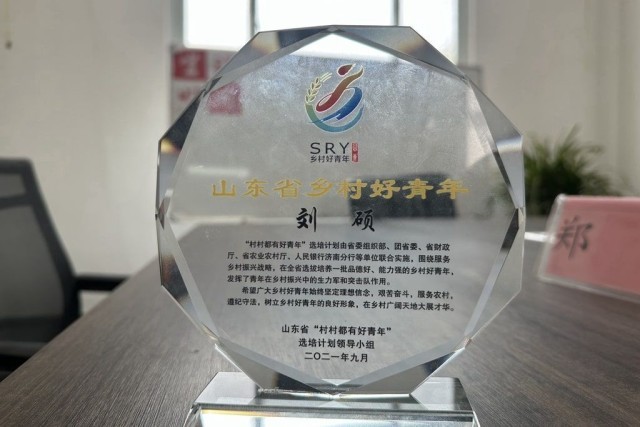 SRY
乡村好青年
山东省乡村好青年
刘硕
“村村都有好青年”选培计划由省委组织部、团省委、省财政
厅、省农业农村厅、人民银行济南分行等单位联合实施,围绕服务
乡村振兴战略,在全省选拔培养一批品德好、能力强的乡村好青年,
发挥了青年在乡村振兴中的生力军和突击队作用。
希望广大乡村好青年始终坚定理想信念,艰苦奋斗,服务农村,
遵纪守法,树立乡村好青年的良好形象,在乡村广阔天地大展才华。
山东省“村村都有好青年”
选培计划领导小组
二〇二一年九月
郑